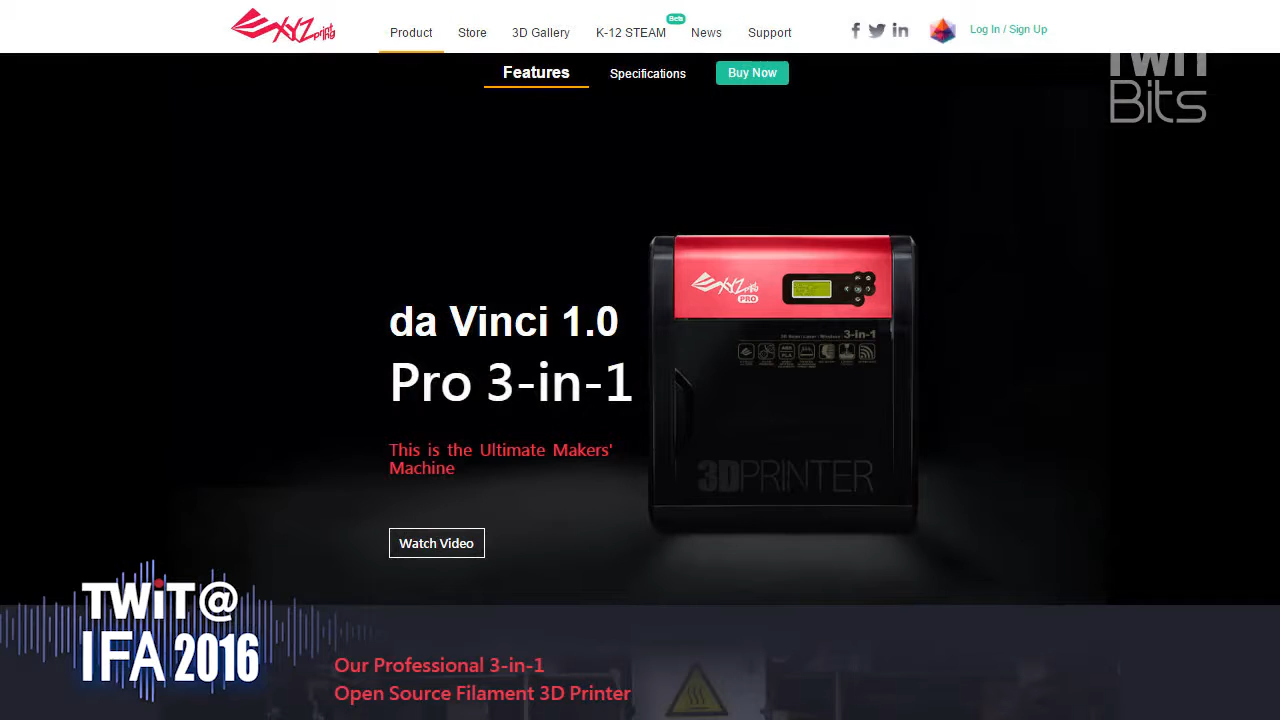 XYZprinting
Product
Store
3D Gallery
K-12 STEAM
Beta
News
Support
Log In / Sign Up
Features
Specifications
Buy Now
TWiT
Bits
XYZprinting
PRO
3-in-1
da Vinci 1.0
Pro 3-in-1
This is the Ultimate Makers'
Machine
3DPRINTER
Watch Video
TWiT@
IFA 2016
Our Professional 3-in-1
Open Source Filament 3D Printer